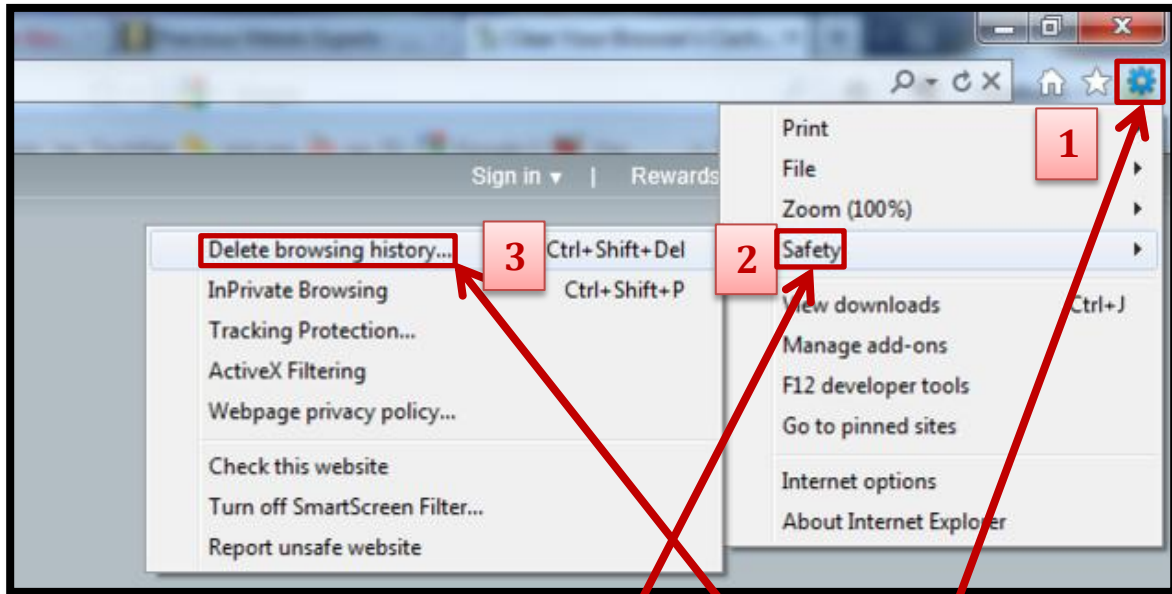 Sign in ▾ | Rewards
1
Print
File
Zoom (100%)
2
Safety
View downloads Ctrl+J
Manage add-ons
F12 developer tools
Go to pinned sites
Internet options
About Internet Explorer
Delete browsing history... 3 Ctrl+Shift+Del
InPrivate Browsing Ctrl+Shift+P
Tracking Protection...
ActiveX Filtering
Webpage privacy policy...
Check this website
Turn off SmartScreen Filter...
Report unsafe website